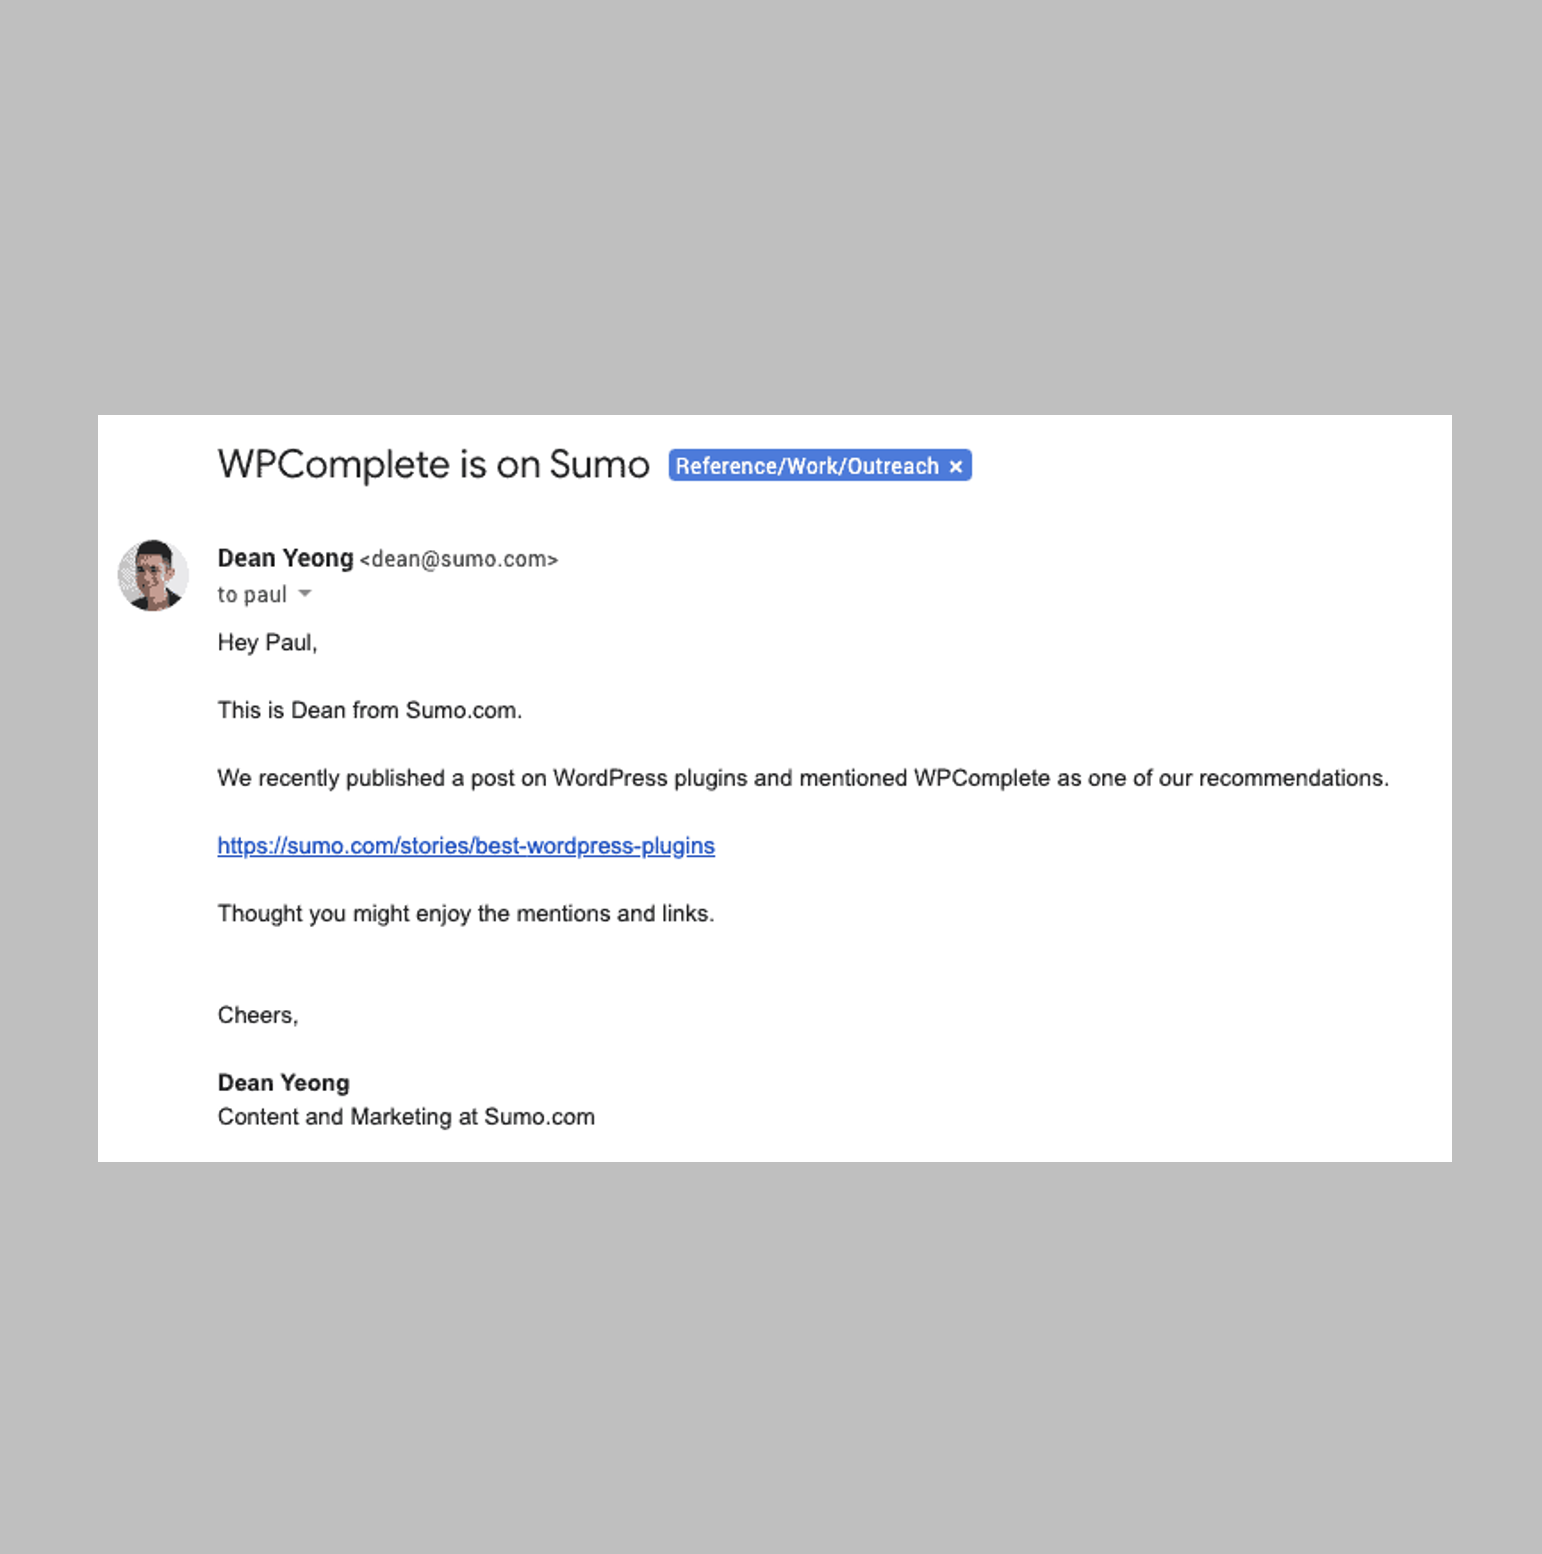 WPComplete is on Sumo Reference/Work/Outreach ×
Dean Yeong <dean@sumo.com>
to paul
Hey Paul,
This is Dean from Sumo.com.
We recently published a post on WordPress plugins and mentioned WPComplete as one of our recommendations.
https://sumo.com/stories/best-wordpress-plugins
Thought you might enjoy the mentions and links.
Cheers,
Dean Yeong
Content and Marketing at Sumo.com